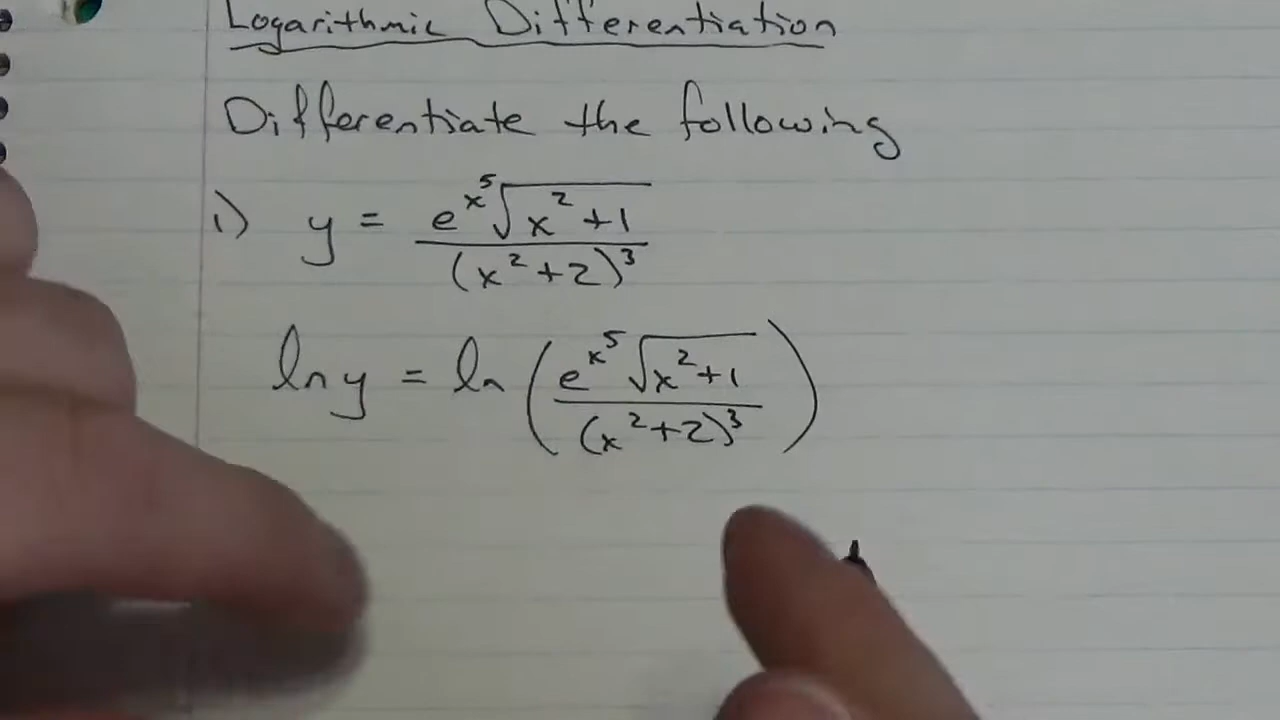 Logarithmic Differentiation
Differentiate the following
1) y = e^{x^5}√(x^2+1) / (x^2+2)^3
ln y = ln(e^{x^5}√(x^2+1) / (x^2+2)^3)